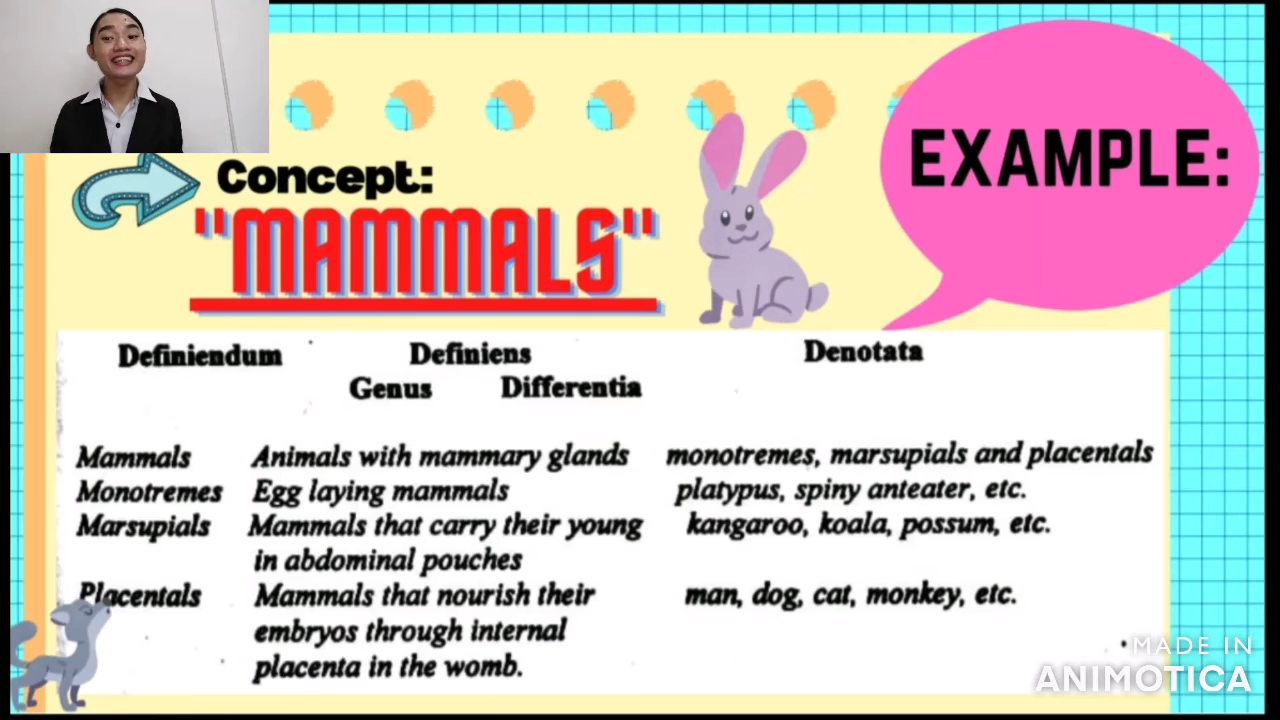 Concept:
"MAMMALS"
EXAMPLE:
Definiendum Definiens Denotata
Genus Differentia
Mammals Animals with mammary glands monotremes, marsupials and placentals
Monotremes Egg laying mammals platypus, spiny anteater, etc.
Marsupials Mammals that carry their young kangaroo, koala, possum, etc.
in abdominal pouches
Placentals Mammals that nourish their man, dog, cat, monkey, etc.
embryos through internal
placenta in the womb.
MADE IN
ANIMOTICA